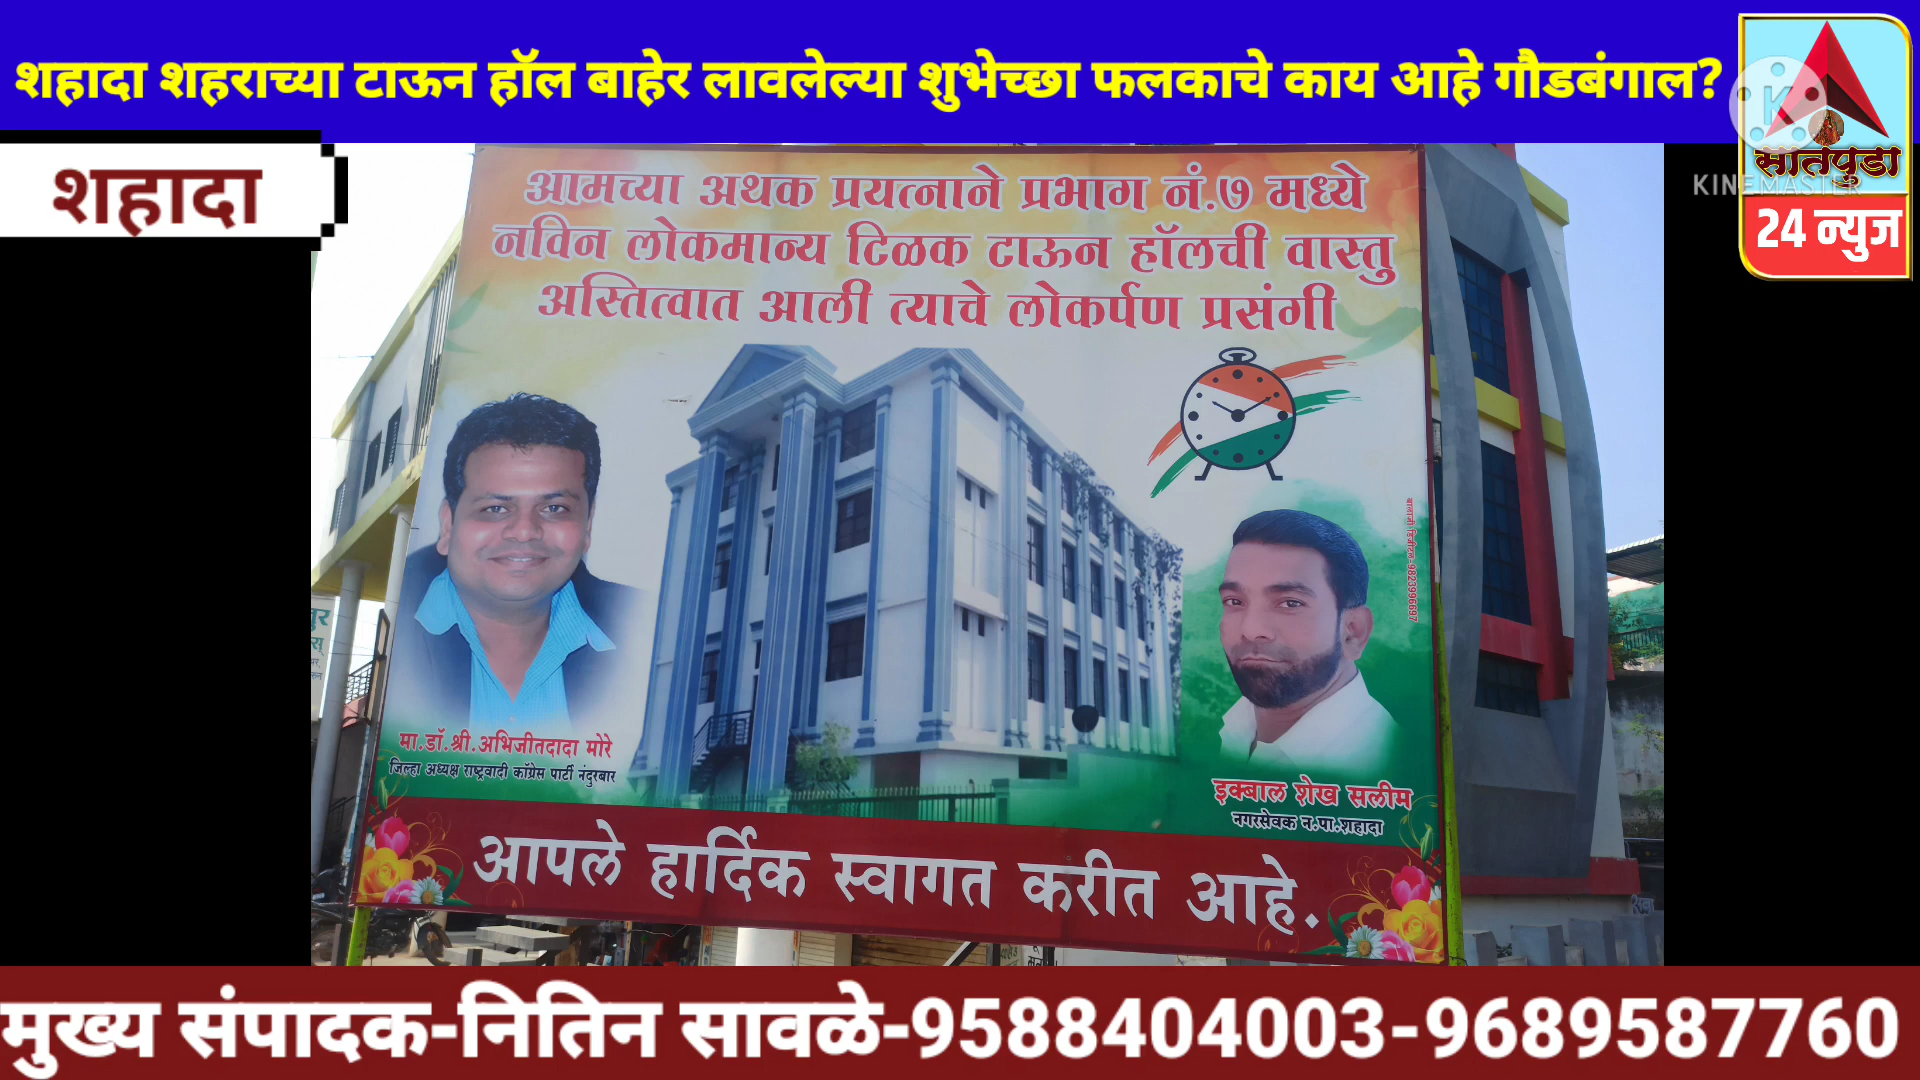 शहादा शहराच्या टाऊन हॉल बाहेर लावलेल्या शुभेच्छा फलकाचे काय आहे गौडबंगाल?
शहादा
KINEMASTER
सातपुडा
24 न्युज
आमच्या अथक प्रयत्नाने प्रभाग नं.७ मध्ये
नविन लोकमान्य टिळक टाऊन हॉलची वास्तु
अस्तित्वात आली त्याचे लोकर्पण प्रसंगी
मा.डॉ.श्री.अभिजीतदादा मोरे
जिल्हा अध्यक्ष राष्ट्रवादी काँग्रेस पार्टी नंदुरबार
इक्बाल शेख सलीम
नगरसेवक न.पा.शहादा
आपले हार्दिक स्वागत करीत आहे.
मुख्य संपादक-नितिन सावळे-9588404003-9689587760